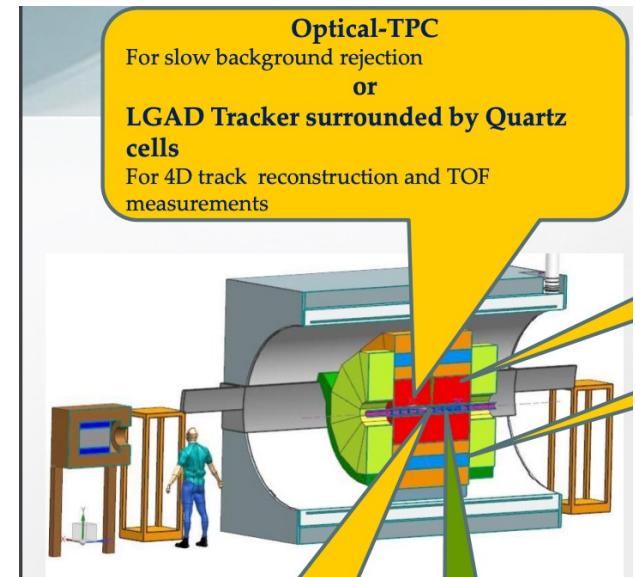 Optical-TPC
For slow background rejection
or
LGAD Tracker surrounded by Quartz
cells
For 4D track reconstruction and TOF
measurements